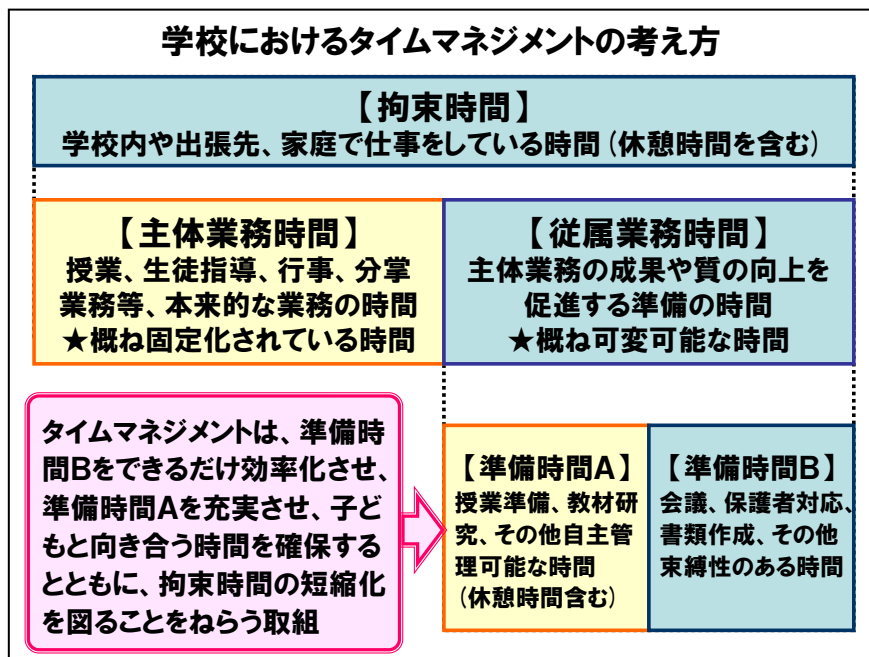 学校におけるタイムマネジメントの考え方
【拘束時間】
学校内や出張先、家庭で仕事をしている時間(休憩時間を含む)
【主体業務時間】
授業、生徒指導、行事、分掌
業務等、本来的な業務の時間
★概ね固定化されている時間
【従属業務時間】
主体業務の成果や質の向上を
促進する準備の時間
★概ね可変可能な時間
タイムマネジメントは、準備時
間Bをできるだけ効率化させ、
準備時間Aを充実させ、子ど
もと向き合う時間を確保する
とともに、拘束時間の短縮化
を図ることをねらう取組
【準備時間A】
授業準備、教材研
究、その他自主管
理可能な時間
(休憩時間含む)
【準備時間B】
会議、保護者対応、
書類作成、その他
束縛性のある時間